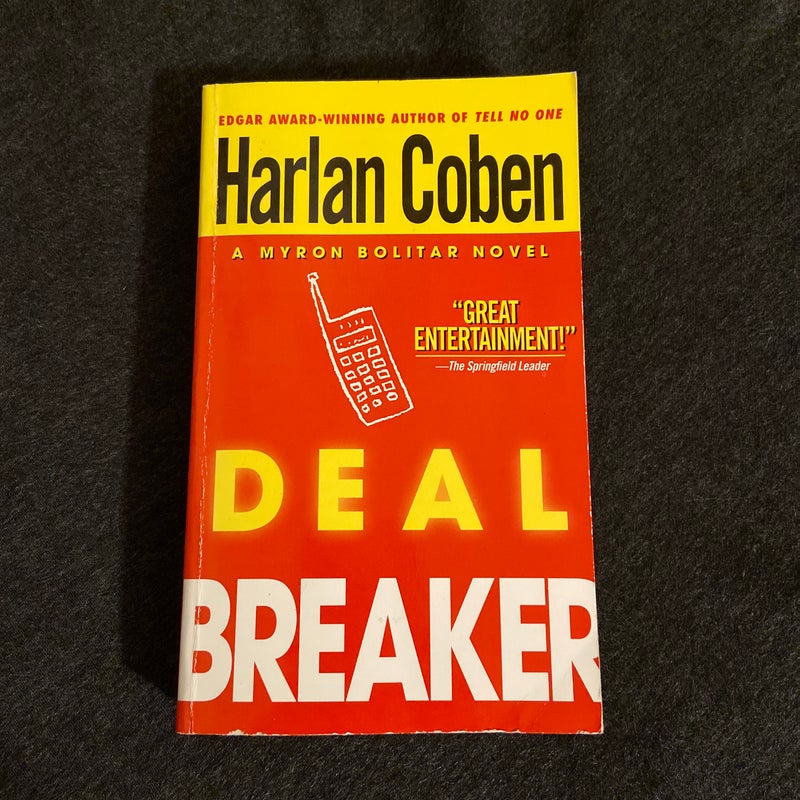 EDGAR AWARD-WINNING AUTHOR OF TELL NO ONE
Harlan Coben
A MYRON BOLITAR NOVEL
“GREAT
ENTERTAINMENT!”
—The Springfield Leader
DEAL
BREAKER